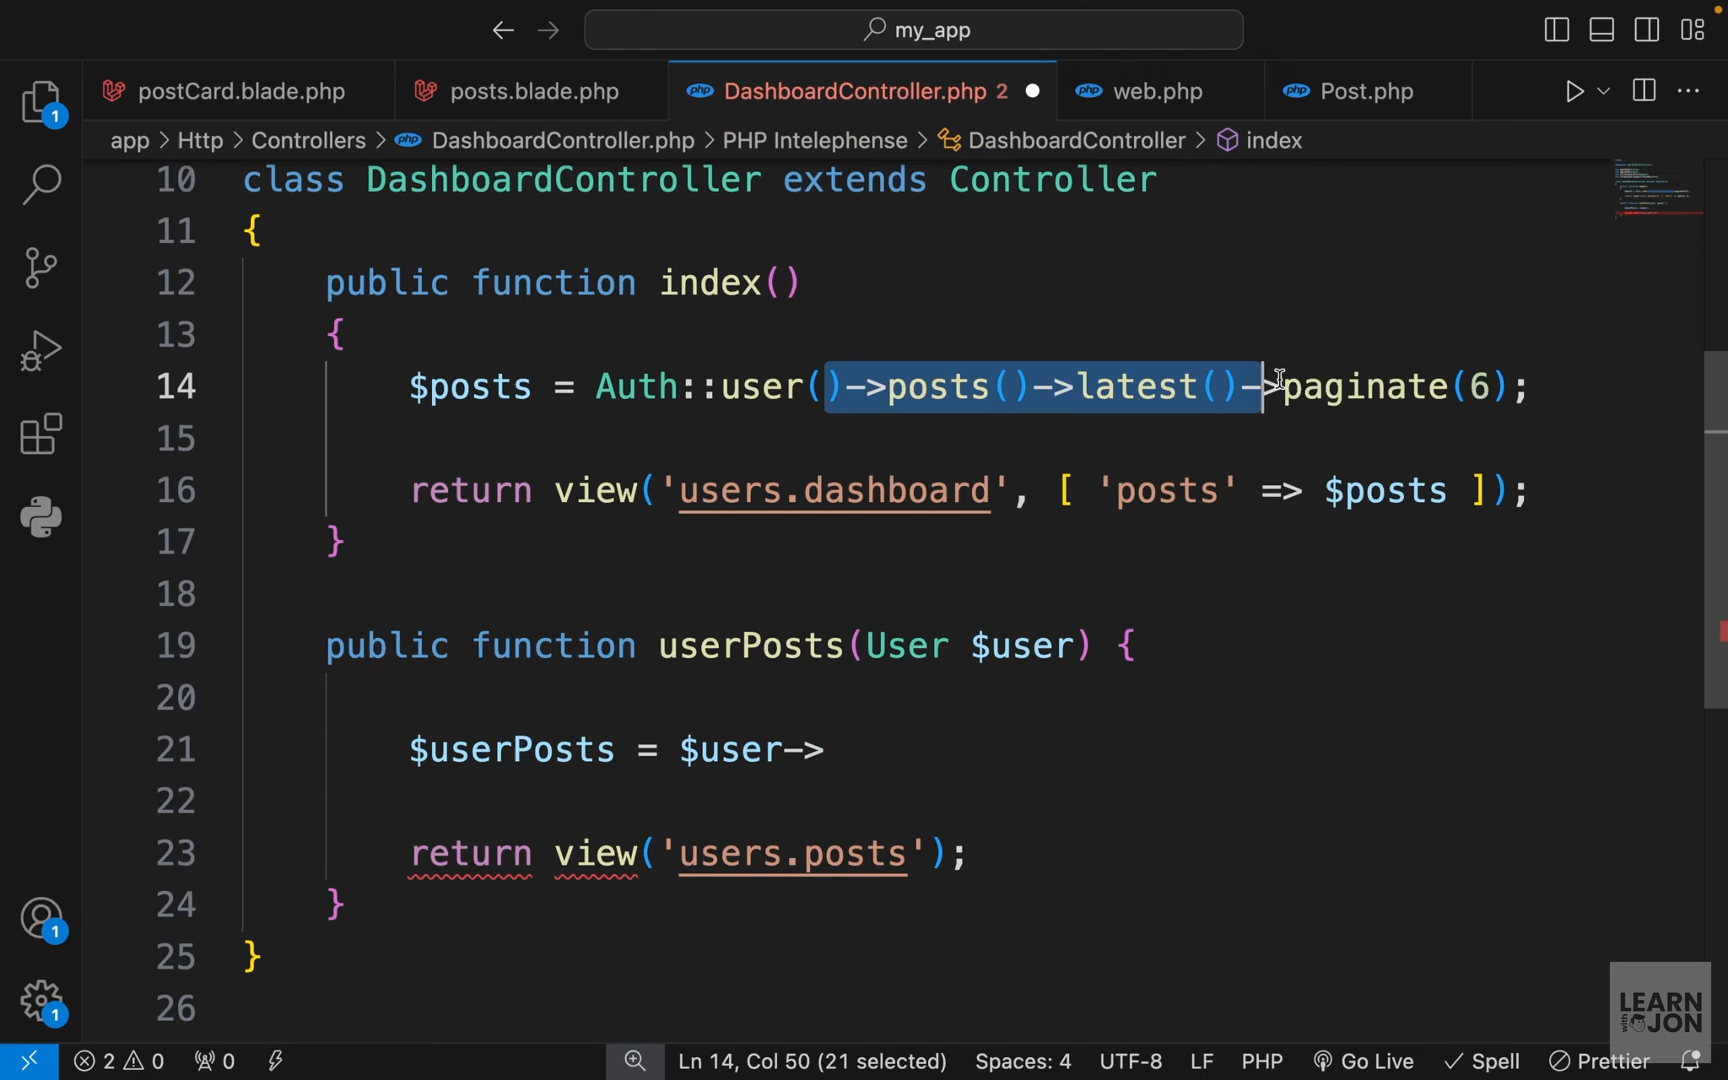 my_app
postCard.blade.php posts.blade.php DashboardController.php 2 web.php Post.php
app > Http > Controllers > DashboardController.php > PHP Intelephense > DashboardController > index
10 class DashboardController extends Controller
11 {
12 public function index()
13 {
14 $posts = Auth::user()->posts()->latest()->paginate(6);
15
16 return view('users.dashboard', [ 'posts' => $posts ]);
17 }
18
19 public function userPosts(User $user) {
20
21 $userPosts = $user->
22
23 return view('users.posts');
24 }
25 }
26
1
1
1
LEARN
with JON
2 0 0 Ln 14, Col 50 (21 selected) Spaces: 4 UTF-8 LF PHP Go Live Spell Prettier